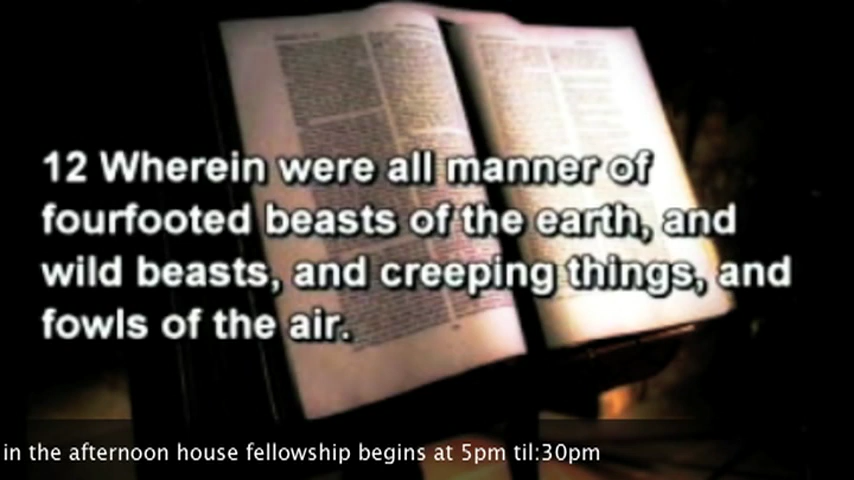 12 Wherein were all manner of
fourfooted beasts of the earth, and
wild beasts, and creeping things, and
fowls of the air.
in the afternoon house fellowship begins at 5pm til:30pm